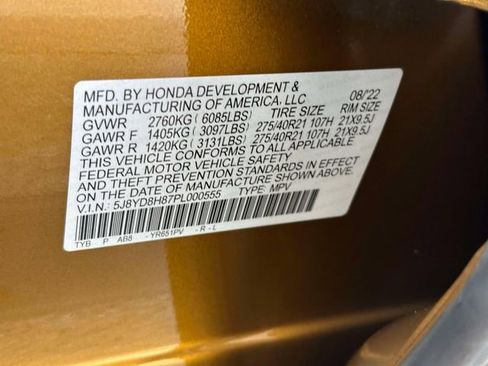 MFD. BY HONDA DEVELOPMENT &
MANUFACTURING OF AMERICA, LLC 08/'22
GVWR 2760KG ( 6085LBS) TIRE SIZE RIM SIZE
GAWR F 1405KG ( 3097LBS) 275/40R21 107H 21X9.5J
GAWR R 1420KG ( 3131LBS) 275/40R21 107H 21X9.5J
THIS VEHICLE CONFORMS TO ALL APPLICABLE
FEDERAL MOTOR VEHICLE SAFETY
AND THEFT PREVENTION STANDARDS IN EFFECT
ON THE DATE OF MANUFACTURE SHOWN ABOVE.
V.I.N.: 5J8YD8H87PL000555 TYPE: MPV
TYB P AB8 - YR651PV - R - L